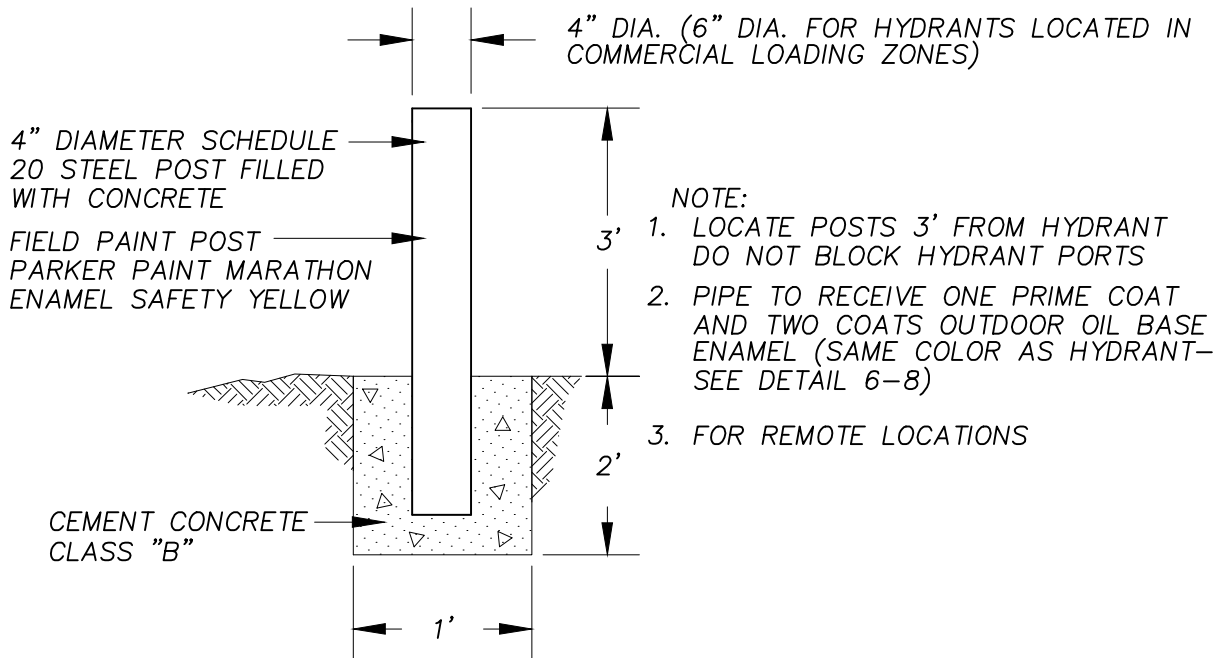 4” DIA. (6” DIA. FOR HYDRANTS LOCATED IN
COMMERCIAL LOADING ZONES)
4” DIAMETER SCHEDULE
20 STEEL POST FILLED
WITH CONCRETE
FIELD PAINT POST
PARKER PAINT MARATHON
ENAMEL SAFETY YELLOW
3’
NOTE:
1. LOCATE POSTS 3’ FROM HYDRANT
DO NOT BLOCK HYDRANT PORTS
2. PIPE TO RECEIVE ONE PRIME COAT
AND TWO COATS OUTDOOR OIL BASE
ENAMEL (SAME COLOR AS HYDRANT–
SEE DETAIL 6–8)
3. FOR REMOTE LOCATIONS
2’
CEMENT CONCRETE
CLASS ”B”
1’